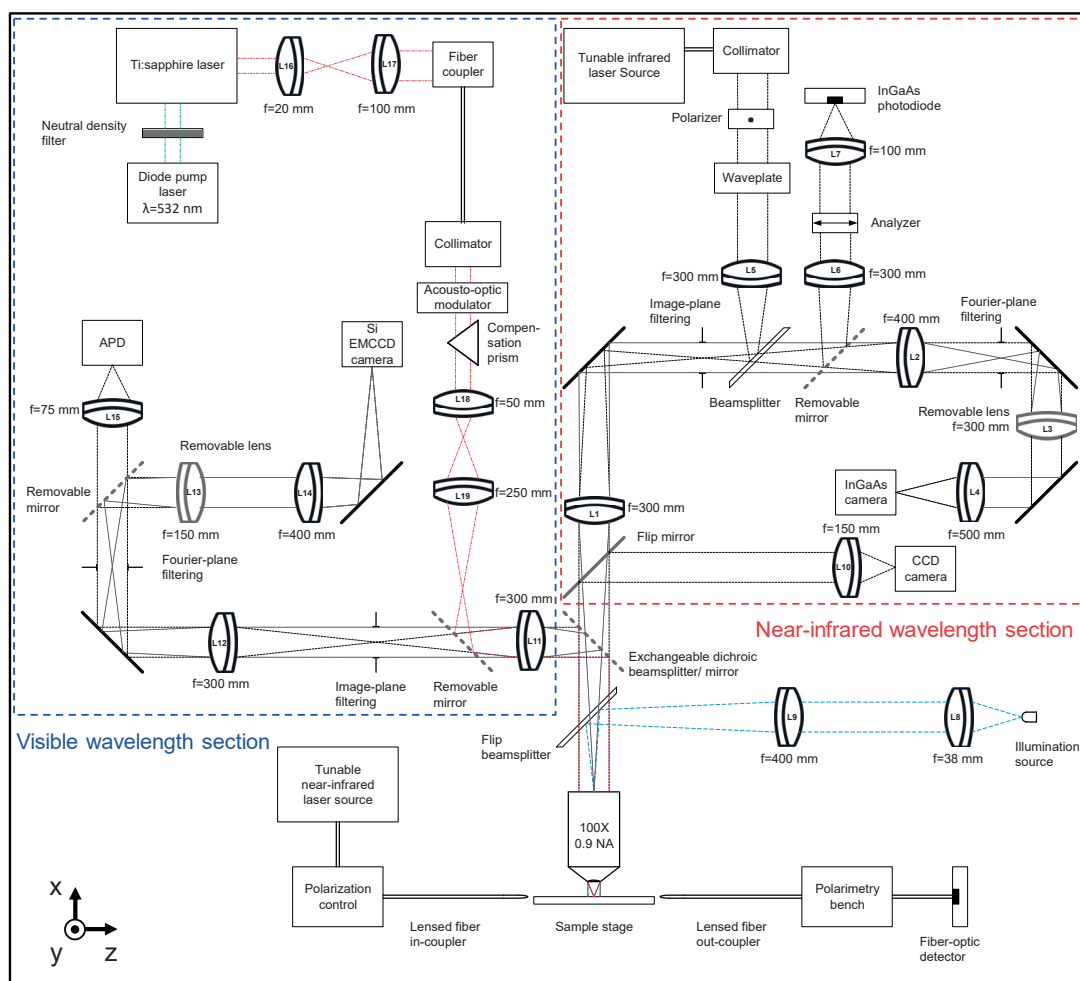 Ti:sapphire laser
L16
f=20 mm
L17
f=100 mm
Fiber
coupler
Neutral density
filter
Diode pump
laser
λ=532 nm
Collimator
Acousto-optic
modulator
Compen-
sation
prism
L18
f=50 mm
L19
f=250 mm
APD
Si
EMCCD
camera
f=75 mm
L15
Removable lens
Removable
mirror
L13
f=150 mm
L14
f=400 mm
Fourier-plane
filtering
L12
f=300 mm
Image-plane
filtering
Removable
mirror
f=300 mm
L11
Visible wavelength section
Tunable infrared
laser Source
Collimator
InGaAs
photodiode
Polarizer
L7
f=100 mm
Waveplate
Analyzer
f=300 mm
L5
L6
f=300 mm
Image-plane
filtering
Fourier-plane
filtering
f=400 mm
L2
Beamsplitter
Removable
mirror
Removable lens
f=300 mm
L3
InGaAs
camera
L4
f=500 mm
L1
f=300 mm
Flip mirror
f=150 mm
L10
CCD
camera
Near-infrared wavelength section
Exchangeable dichroic
beamsplitter/ mirror
Flip
beamsplitter
L9
f=400 mm
L8
f=38 mm
Illumination
source
Tunable
near-infrared
laser source
100X
0.9 NA
Polarization
control
Lensed fiber
in-coupler
Sample stage
Lensed fiber
out-coupler
Polarimetry
bench
Fiber-optic
detector
x
y
z